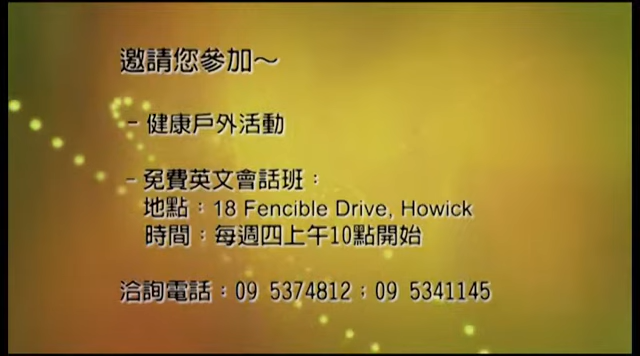 邀請您參加～
- 健康戶外活動
- 免費英文會話班：
地點：18 Fencible Drive, Howick
時間：每週四上午10點開始
洽詢電話：09 5374812；09 5341145